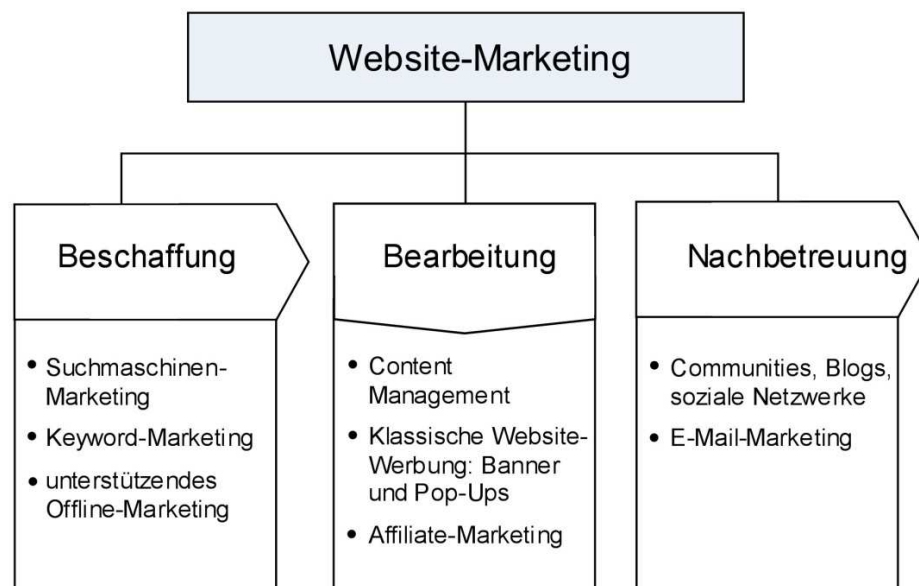 Website-Marketing
Beschaffung
• Suchmaschinen-
Marketing
• Keyword-Marketing
• unterstützendes
Offline-Marketing
Bearbeitung
• Content
Management
• Klassische Website-
Werbung: Banner
und Pop-Ups
• Affiliate-Marketing
Nachbetreuung
• Communities, Blogs,
soziale Netzwerke
• E-Mail-Marketing